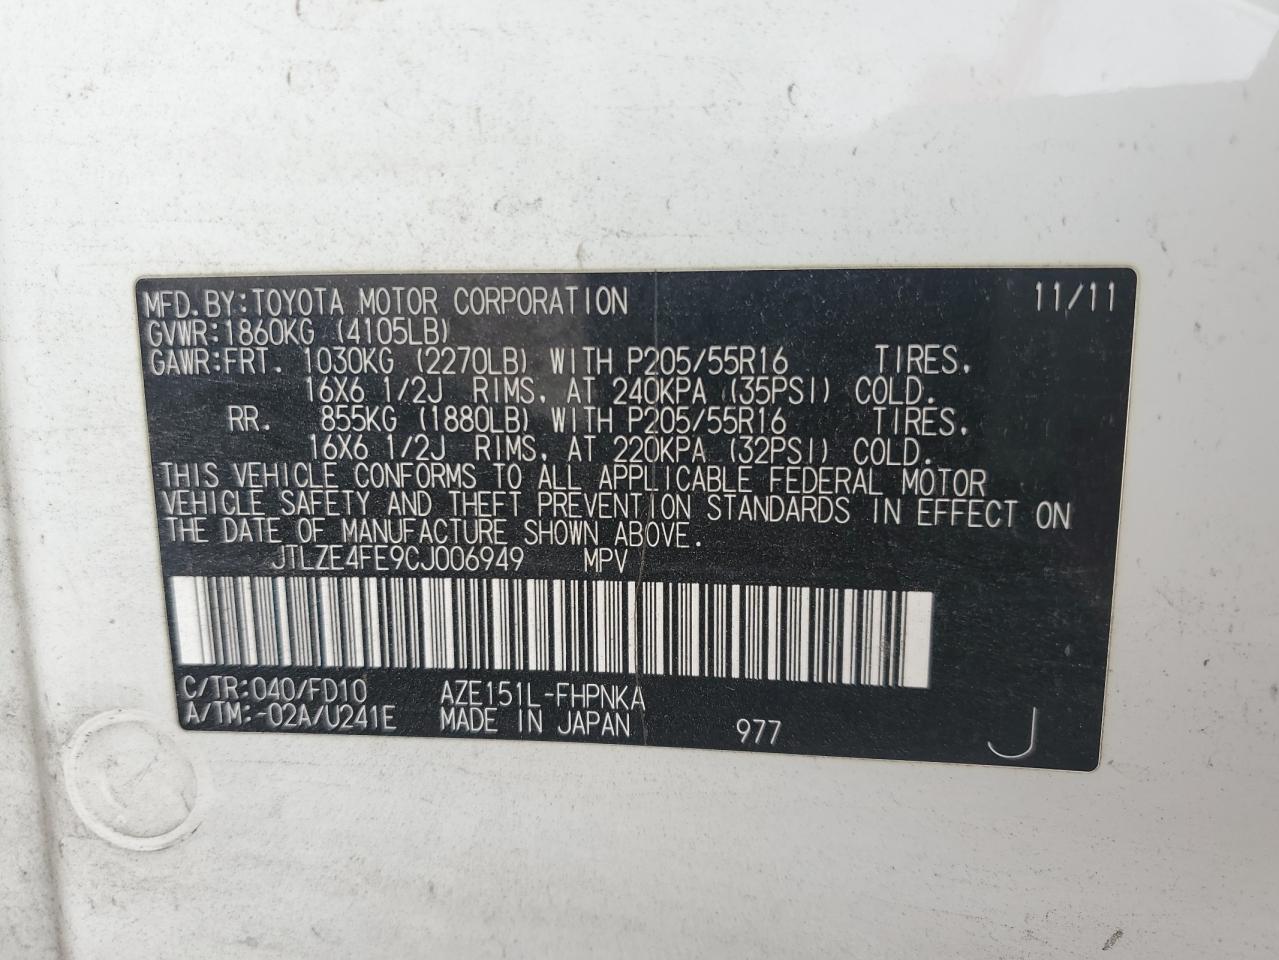 MFD. BY: TOYOTA MOTOR CORPORATION 11/11
GVWR: 1860KG (4105LB)
GAWR: FRT. 1030KG (2270LB) WITH P205/55R16 TIRES,
16X6 1/2J RIMS, AT 240KPA (35PSI) COLD.
RR. 855KG (1880LB) WITH P205/55R16 TIRES,
16X6 1/2J RIMS, AT 220KPA (32PSI) COLD.
THIS VEHICLE CONFORMS TO ALL APPLICABLE FEDERAL MOTOR
VEHICLE SAFETY AND THEFT PREVENTION STANDARDS IN EFFECT ON
THE DATE OF MANUFACTURE SHOWN ABOVE.
JTLZE4FE9CJ006949 MPV
C/TR: 040/FD10 AZE151L-FHPNKA
A/TM: -02A/U241E MADE IN JAPAN 977 J